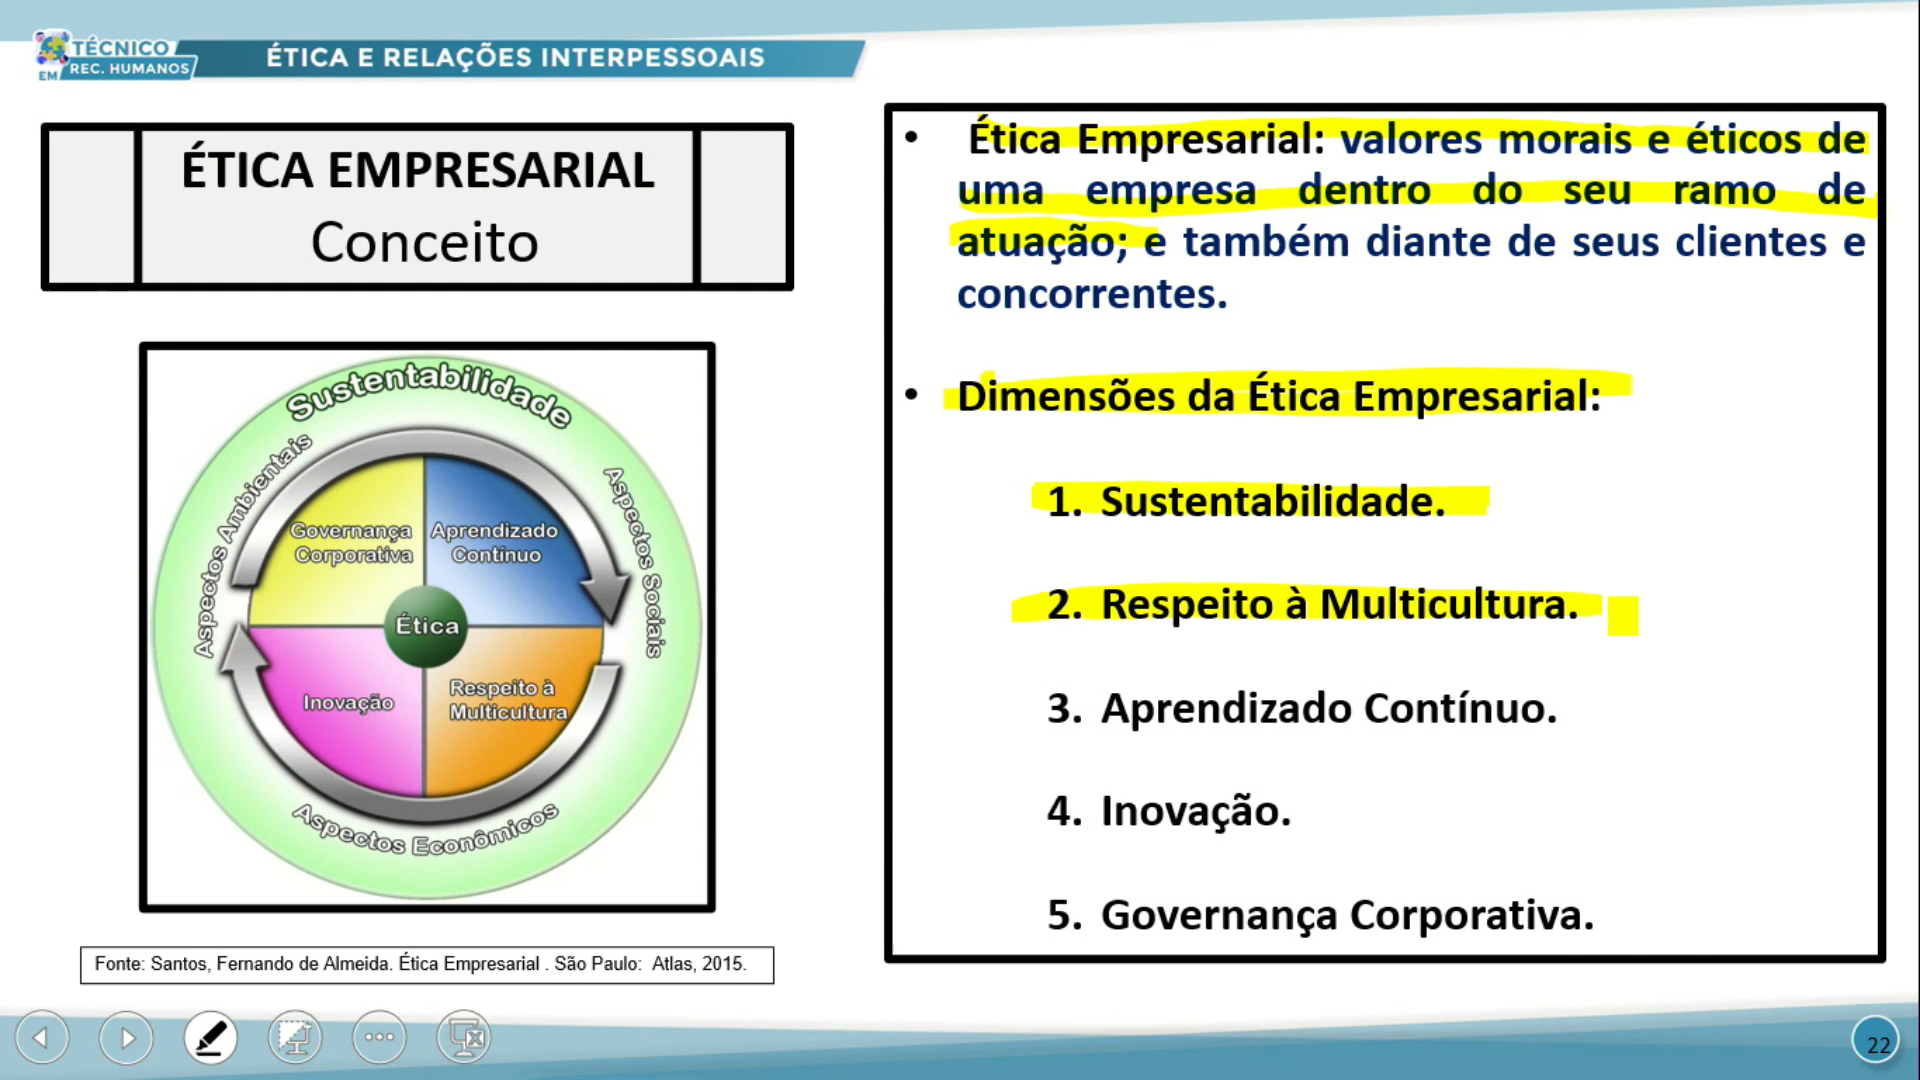 TÉCNICO
EM REC. HUMANOS
ÉTICA E RELAÇÕES INTERPESSOAIS
ÉTICA EMPRESARIAL
Conceito
Sustentabilidade
Aspectos Ambientais
Aspectos Sociais
Governança
Corporativa
Aprendizado
Contínuo
Ética
Inovação
Respeito à
Multicultura
Aspectos Econômicos
Fonte: Santos, Fernando de Almeida. Ética Empresarial . São Paulo: Atlas, 2015.
• Ética Empresarial: valores morais e éticos de
uma empresa dentro do seu ramo de
atuação; e também diante de seus clientes e
concorrentes.
• Dimensões da Ética Empresarial:
1. Sustentabilidade.
2. Respeito à Multicultura.
3. Aprendizado Contínuo.
4. Inovação.
5. Governança Corporativa.
22